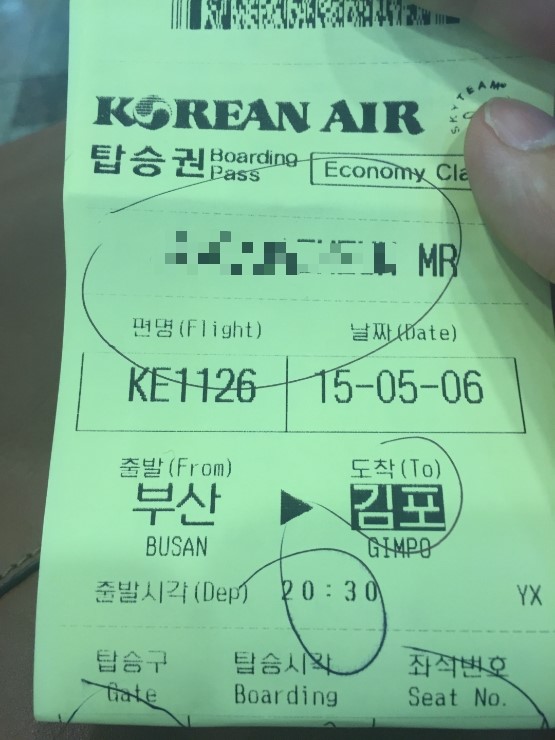 KOREAN AIR
SKYTEAM
탑승권 Boarding Pass
Economy Cla
MR
편명(Flight) 날짜(Date)
KE1126 15-05-06
출발(From) 도착(To)
부산 ▶ 김포
BUSAN GIMPO
출발시각(Dep) 20:30 YX
탑승구 탑승시각 좌석번호
Gate Boarding Seat No.